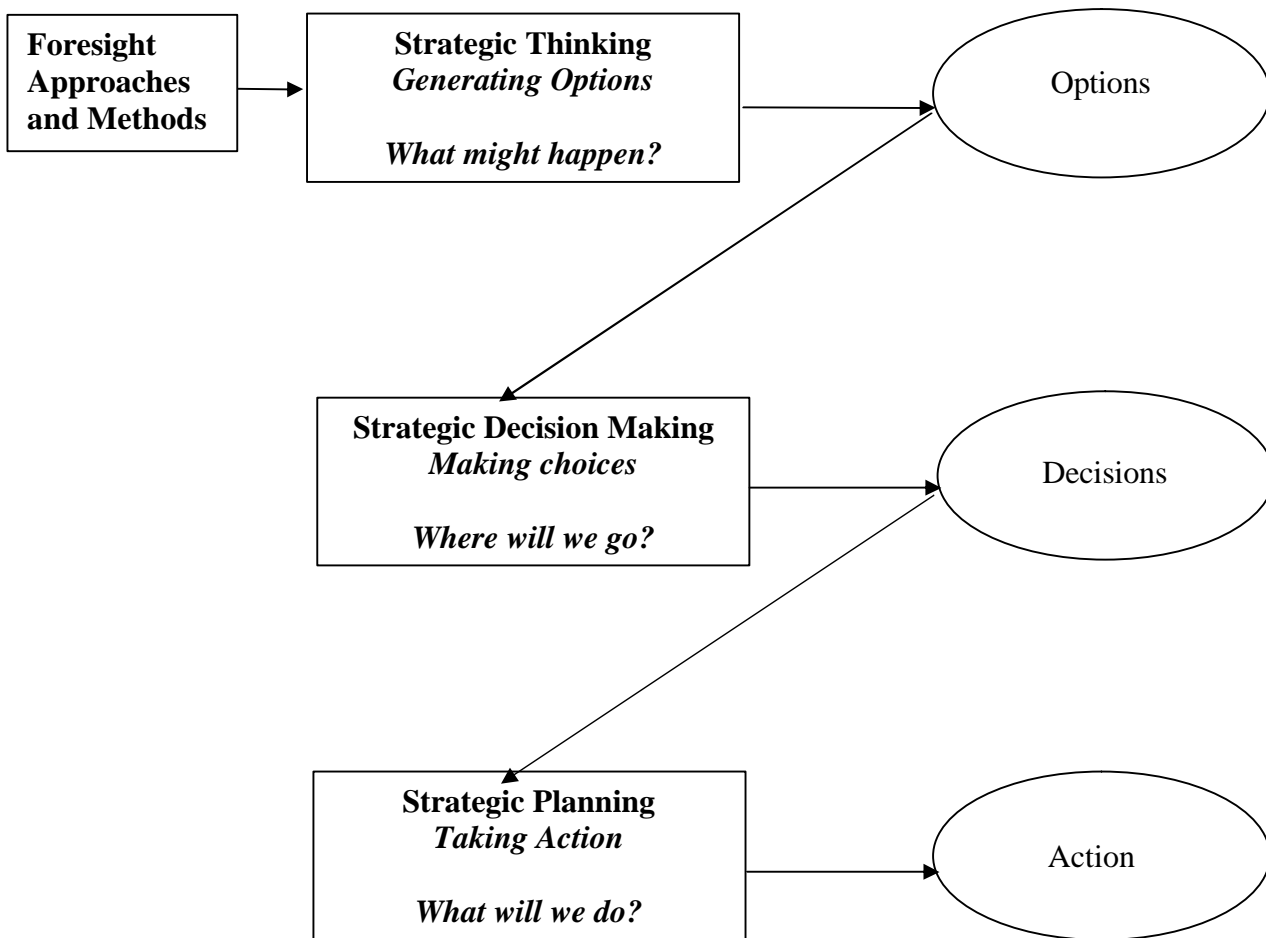 Foresight
Approaches
and Methods
Strategic Thinking
Generating Options
What might happen?
Options
Strategic Decision Making
Making choices
Where will we go?
Decisions
Strategic Planning
Taking Action
What will we do?
Action